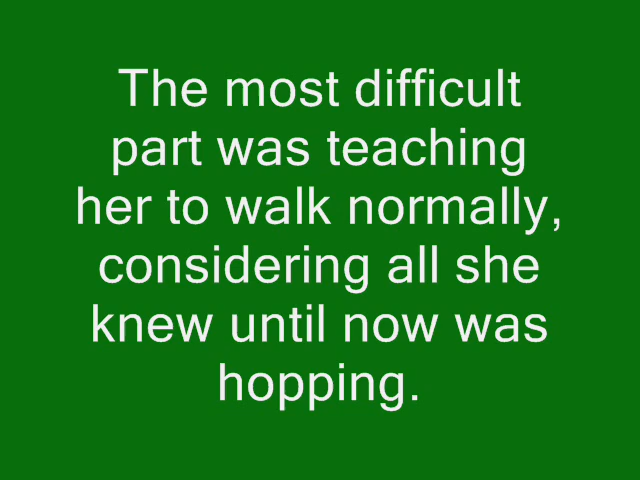 The most difficult
part was teaching
her to walk normally,
considering all she
knew until now was
hopping.